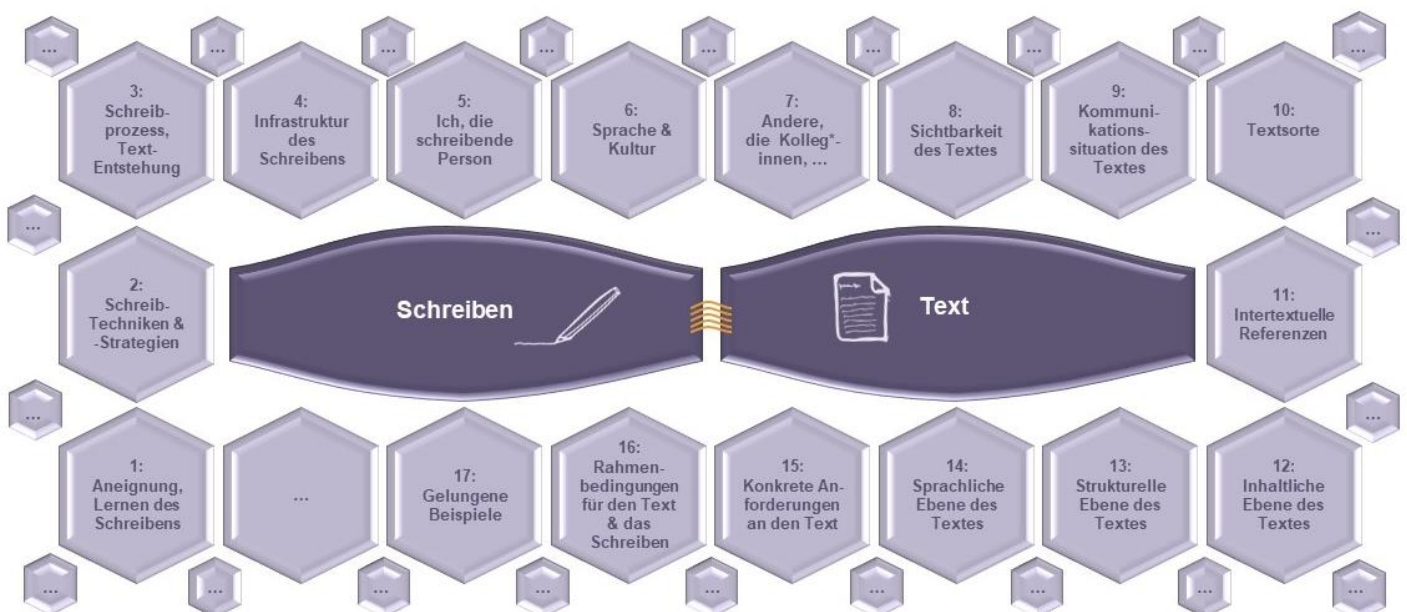 ...
...
...
...
...
...
...
...
...
3:
Schreib-
prozess,
Text-
Entstehung
4:
Infrastruktur
des
Schreibens
5:
Ich, die
schreibende
Person
6:
Sprache &
Kultur
7:
Andere,
die Kolleg*-
innen, ...
8:
Sichtbarkeit
des Textes
9:
Kommuni-
kations-
situation des
Textes
10:
Textsorte
...
...
2:
Schreib-
Techniken &
-Strategien
Schreiben
Text
11:
Intertextuelle
Referenzen
...
...
1:
Aneignung,
Lernen des
Schreibens
...
17:
Gelungene
Beispiele
16:
Rahmen-
bedingungen
für den Text
& das
Schreiben
15:
Konkrete An-
forderungen
an den Text
14:
Sprachliche
Ebene des
Textes
13:
Strukturelle
Ebene des
Textes
12:
Inhaltliche
Ebene des
Textes
...
...
...
...
...
...
...
...
...